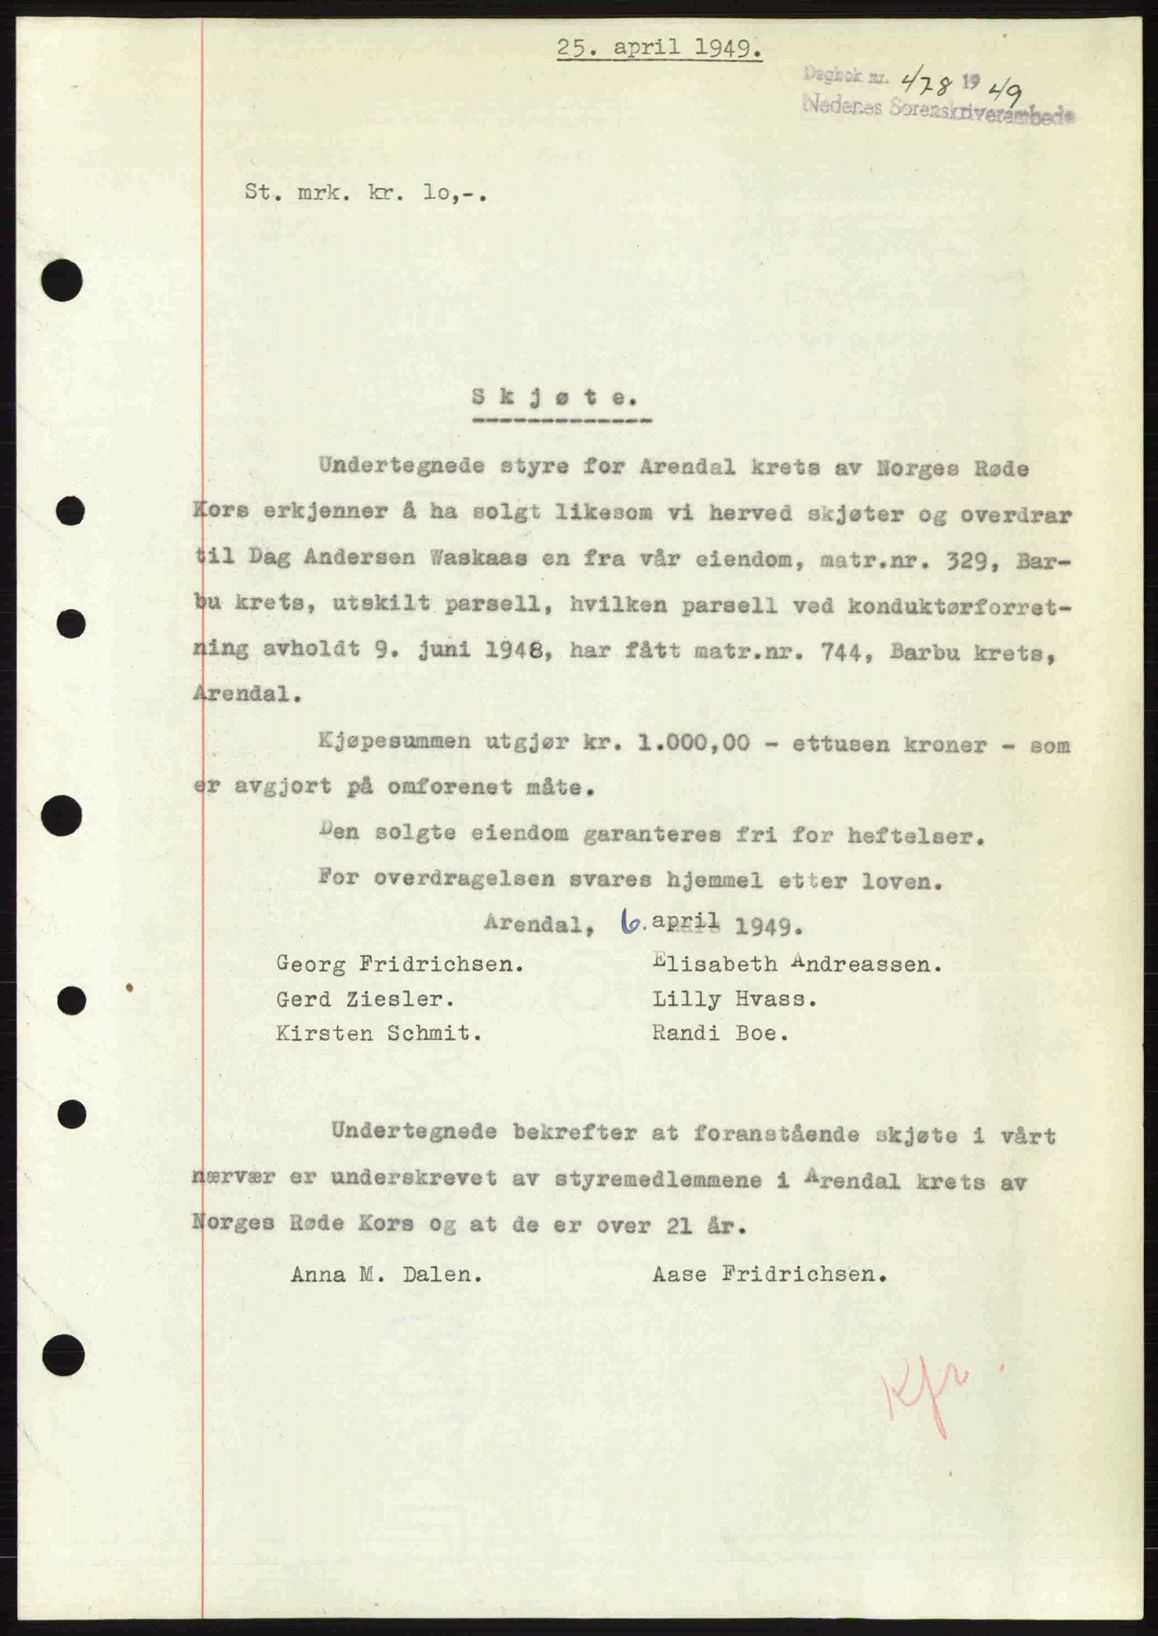 25. april 1949.
Dagbok nr. 478 1949
Nedenes Sorenskriverembede
St. mrk. kr. lo,-.
Skjøte.
Undertegnede styre for Arendal krets av Norges Røde
Kors erkjenner å ha solgt likesom vi herved skjøter og overdrar
til Dag Andersen Waskaas en fra vår eiendom, matr.nr. 329, Bar-
bu krets, utskilt parsell, hvilken parsell ved konduktørforret-
ning avholdt 9. juni 1948, har fått matr.nr. 744, Barbu krets,
Arendal.
Kjøpesummen utgjør kr. 1.000,00 - ettusen kroner - som
er avgjort på omforenet måte.
Den solgte eiendom garanteres fri for heftelser.
For overdragelsen svares hjemmel etter loven.
Arendal, 6. april 1949.
Georg Fridrichsen. Elisabeth Andreassen.
Gerd Ziesler. Lilly Hvass.
Kirsten Schmit. Randi Boe.
Undertegnede bekrefter at foranstående skjøte i vårt
nærvær er underskrevet av styremedlemmene i Arendal krets av
Norges Røde Kors og at de er over 21 år.
Anna M. Dalen. Aase Fridrichsen.
Kfr.